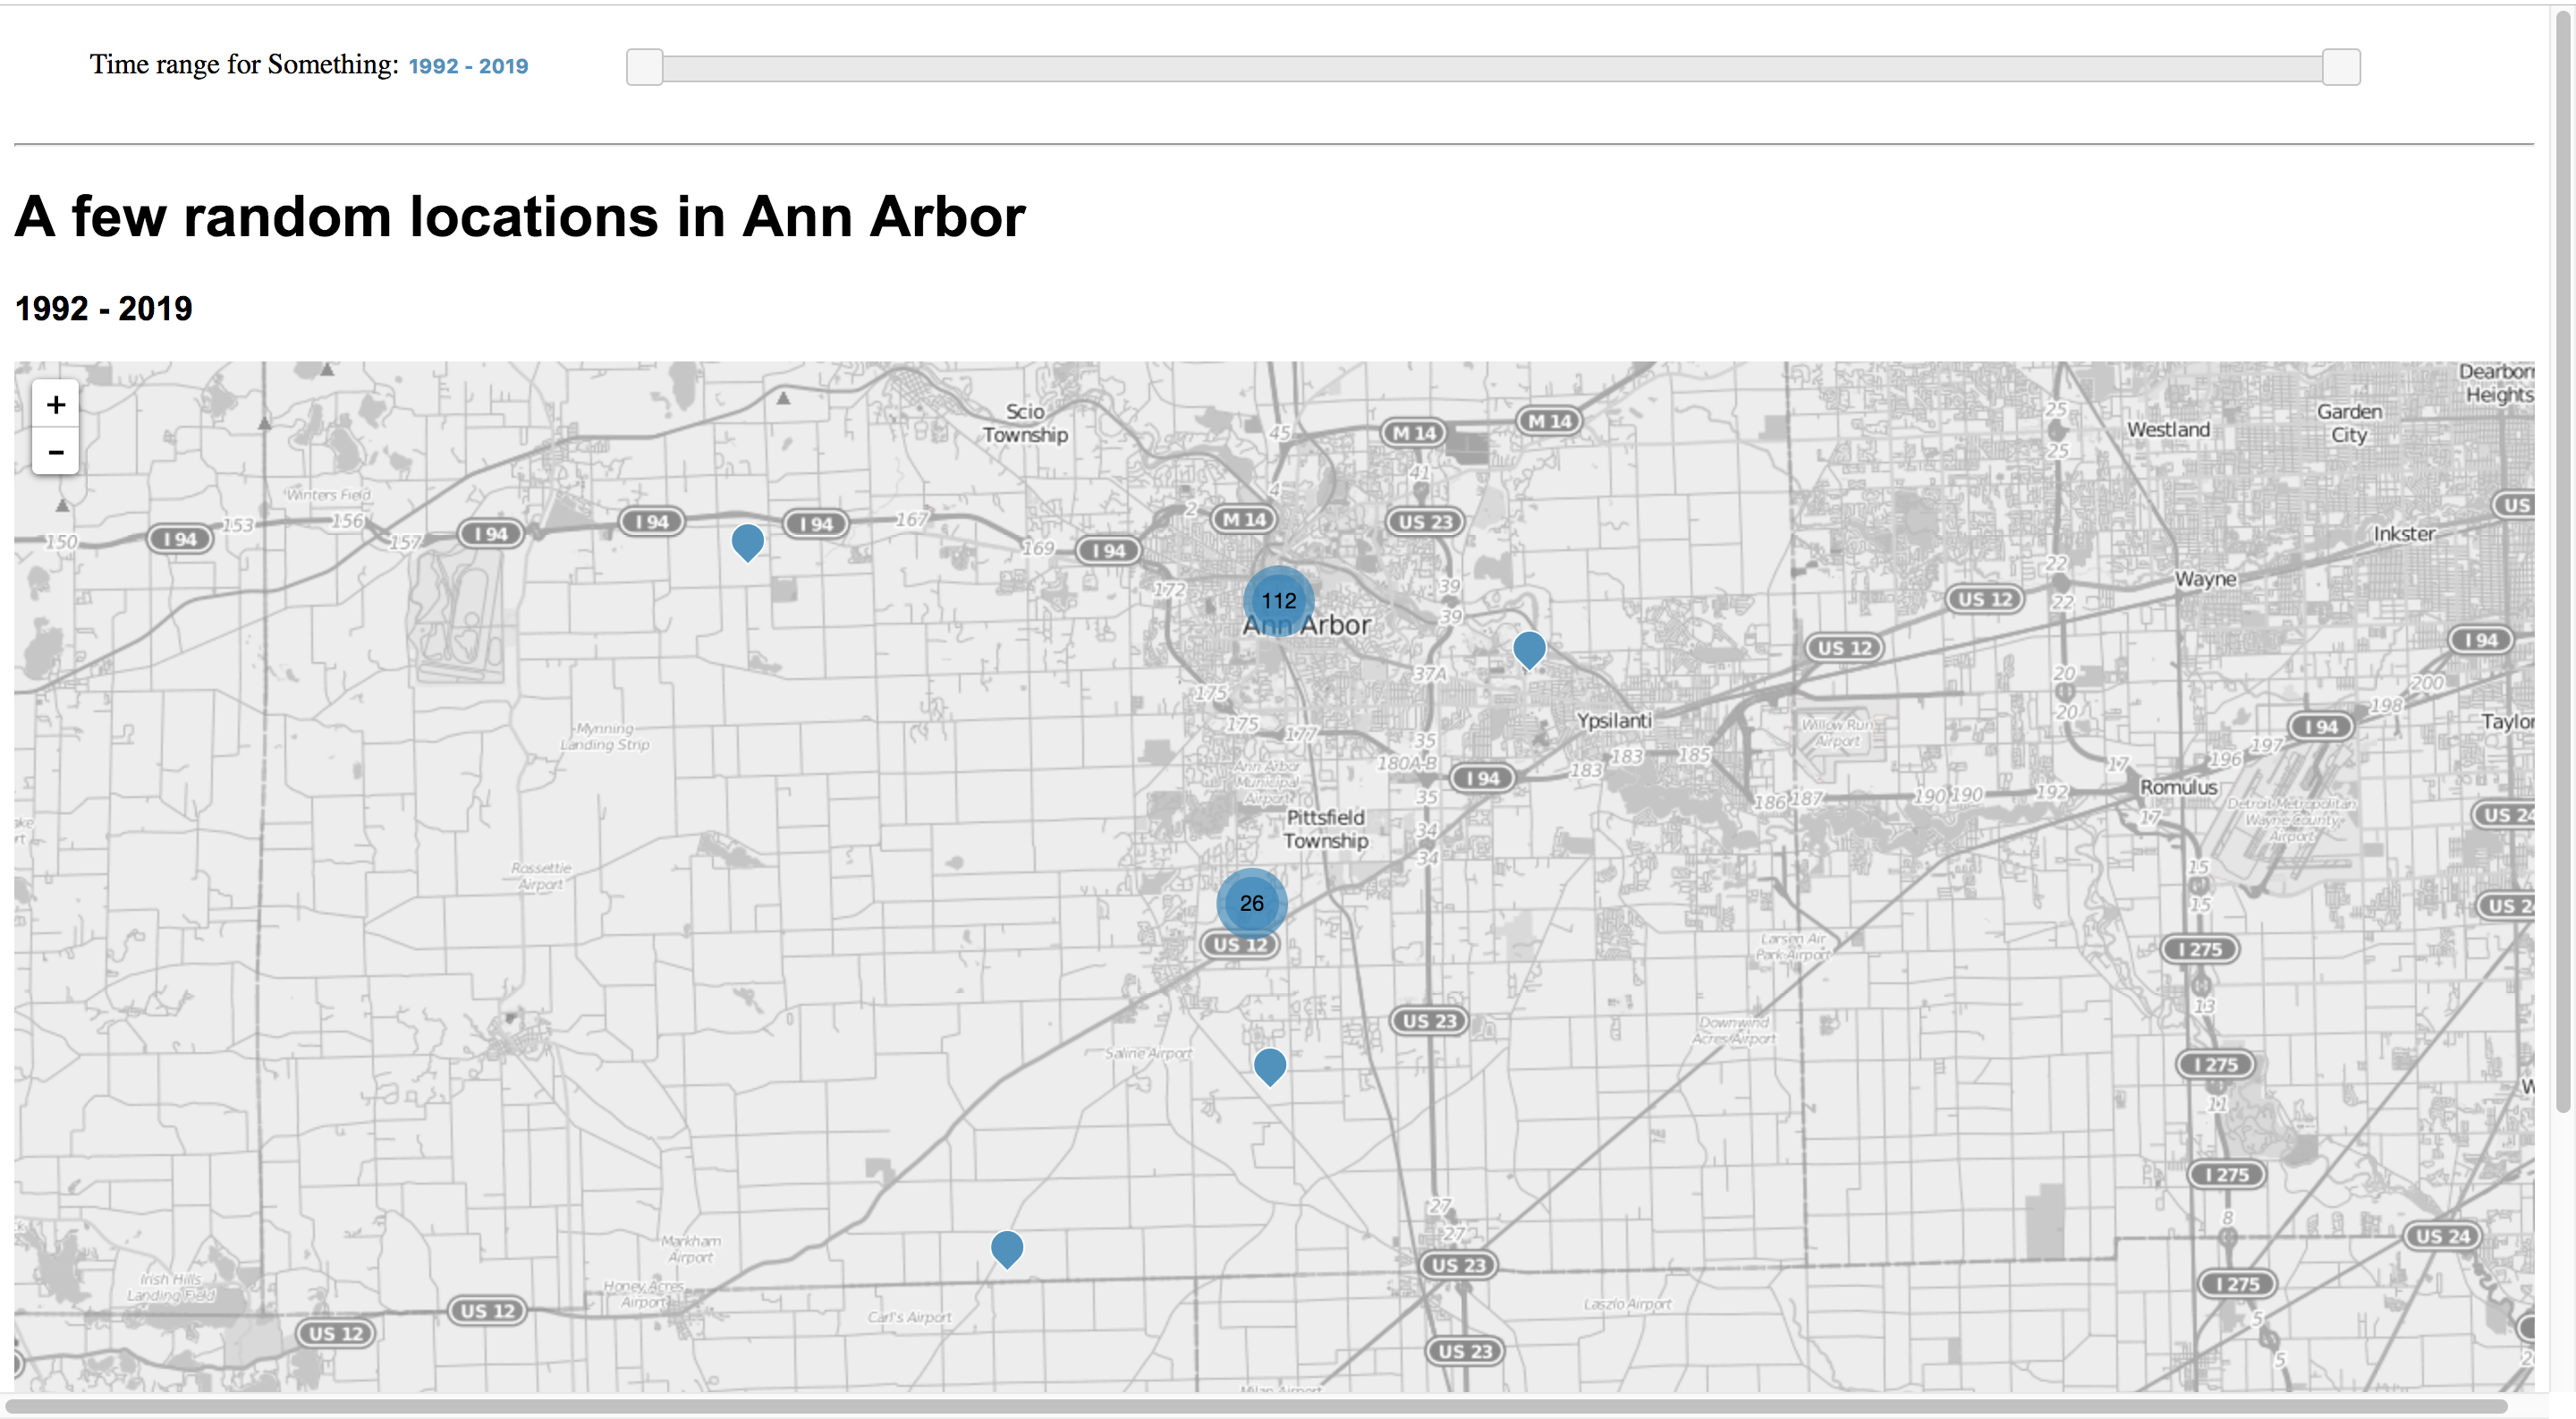 Time range for Something: 1992 - 2019
A few random locations in Ann Arbor
1992 - 2019
+
−
Dearborn
Heights
Garden
City
Westland
Scio
Township
M 14
M 14
45
25
25
41
4
2
Winters Field
150
I 94
153
156
157
I 94
I 94
I 94
167
169
I 94
M 14
US 23
US
Inkster
172
39
39
22
22
Wayne
US 12
US 12
112
Ann Arbor
I 94
37A
175
175
177
35
180A-B
35
34
34
Ypsilanti
Willow Run
Airport
20
20
200
198
I 94
197
196
Taylor
Mynning
Landing Strip
Ann Arbor
Municipal
Airport
I 94
183
183
185
186
187
190
190
192
17
17
Romulus
Detroit Metropolitan
Wayne County
Airport
US 24
Pittsfield
Township
Rossettie
Airport
15
15
26
US 12
US 24
Larsen Air
Park Airport
I 275
13
US 23
Downwind
Acres Airport
Saline Airport
I 275
11
I 275
27
27
8
Markham
Airport
US 23
US 24
Irish Hills
Landing Field
Honey Acres
Airport
I 275
US 12
US 12
Carl's Airport
Laszlo Airport
5
5
US 23
Milan Airport